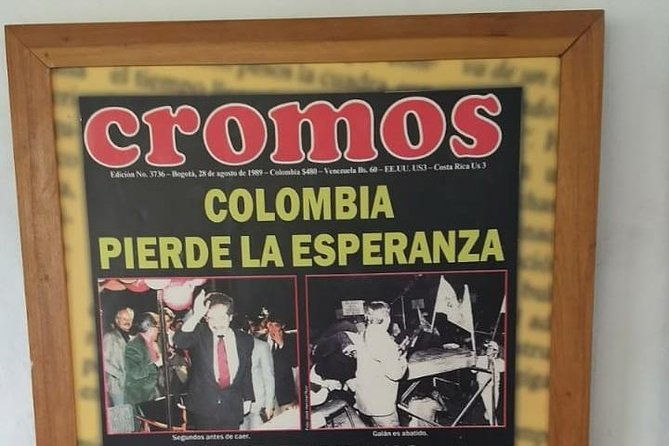 cromos
Edición No. 3736 – Bogotá, 28 de agosto de 1989 – Colombia $480 – Venezuela Bs. 60 – EE.UU. US3 – Costa Rica Us 3
COLOMBIA
PIERDE LA ESPERANZA
Segundos antes de caer.
Galán es abatido.